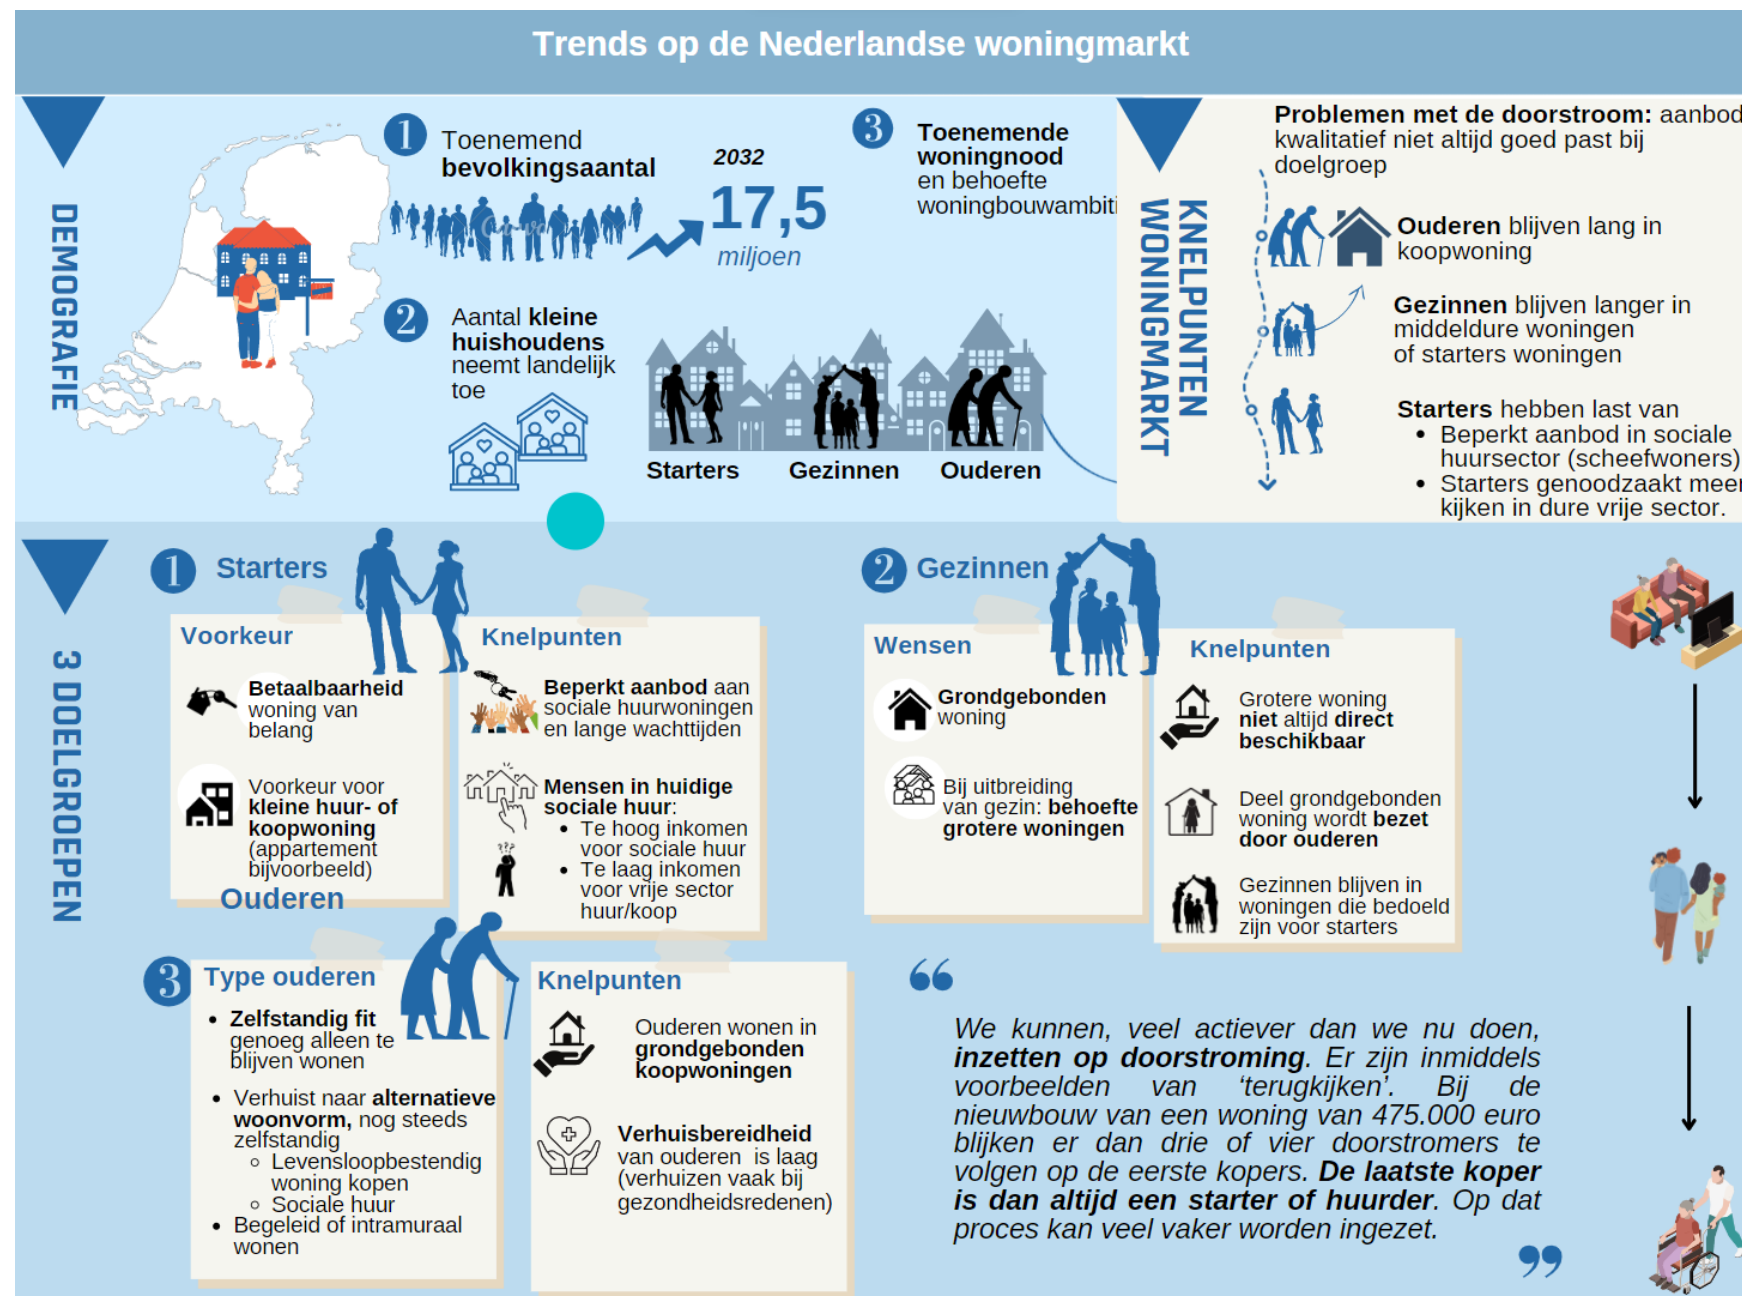 Trends op de Nederlandse woningmarkt
DEMOGRAFIE
1
Toenemend
bevolkingsaantal
2032
17,5
miljoen
2
Aantal kleine
huishoudens
neemt landelijk
toe
3
Toenemende
woningnood
en behoefte
woningbouwambiti
Starters
Gezinnen
Ouderen
KNELPUNTEN
WONINGMARKT
Problemen met de doorstroom: aanbod
kwalitatief niet altijd goed past bij
doelgroep
Ouderen blijven lang in
koopwoning
Gezinnen blijven langer in
middeldure woningen
of starters woningen
Starters hebben last van
• Beperkt aanbod in sociale
huursector (scheefwoners)
• Starters genoodzaakt meer
kijken in dure vrije sector.
3 DOELGROEPEN
1
Starters
Voorkeur
Betaalbaarheid
woning van
belang
Voorkeur voor
kleine huur- of
koopwoning
(appartement
bijvoorbeeld)
Knelpunten
Beperkt aanbod aan
sociale huurwoningen
en lange wachttijden
Mensen in huidige
sociale huur:
• Te hoog inkomen
voor sociale huur
• Te laag inkomen
voor vrije sector
huur/koop
???
2
Gezinnen
Wensen
Grondgebonden
woning
Bij uitbreiding
van gezin: behoefte
grotere woningen
Knelpunten
Grotere woning
niet altijd direct
beschikbaar
Deel grondgebonden
woning wordt bezet
door ouderen
Gezinnen blijven in
woningen die bedoeld
zijn voor starters
Ouderen
3
Type ouderen
• Zelfstandig fit
genoeg alleen te
blijven wonen
• Verhuist naar alternatieve
woonvorm, nog steeds
zelfstandig
◦ Levensloopbestendig
woning kopen
◦ Sociale huur
• Begeleid of intramuraal
wonen
Knelpunten
Ouderen wonen in
grondgebonden
koopwoningen
Verhuisbereidheid
van ouderen is laag
(verhuizen vaak bij
gezondheidsredenen)
“
We kunnen, veel actiever dan we nu doen,
inzetten op doorstroming. Er zijn inmiddels
voorbeelden van ‘terugkijken’. Bij de
nieuwbouw van een woning van 475.000 euro
blijken er dan drie of vier doorstromers te
volgen op de eerste kopers. De laatste koper
is dan altijd een starter of huurder. Op dat
proces kan veel vaker worden ingezet.
”